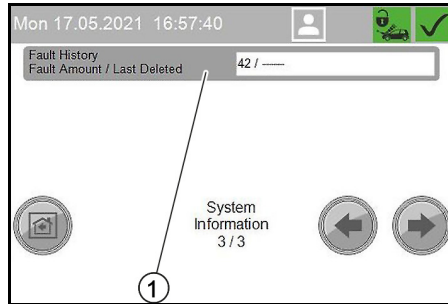 Mon 17.05.2021 16:57:40
Fault History
Fault Amount / Last Deleted
42 / ------
System
Information
3 / 3
1